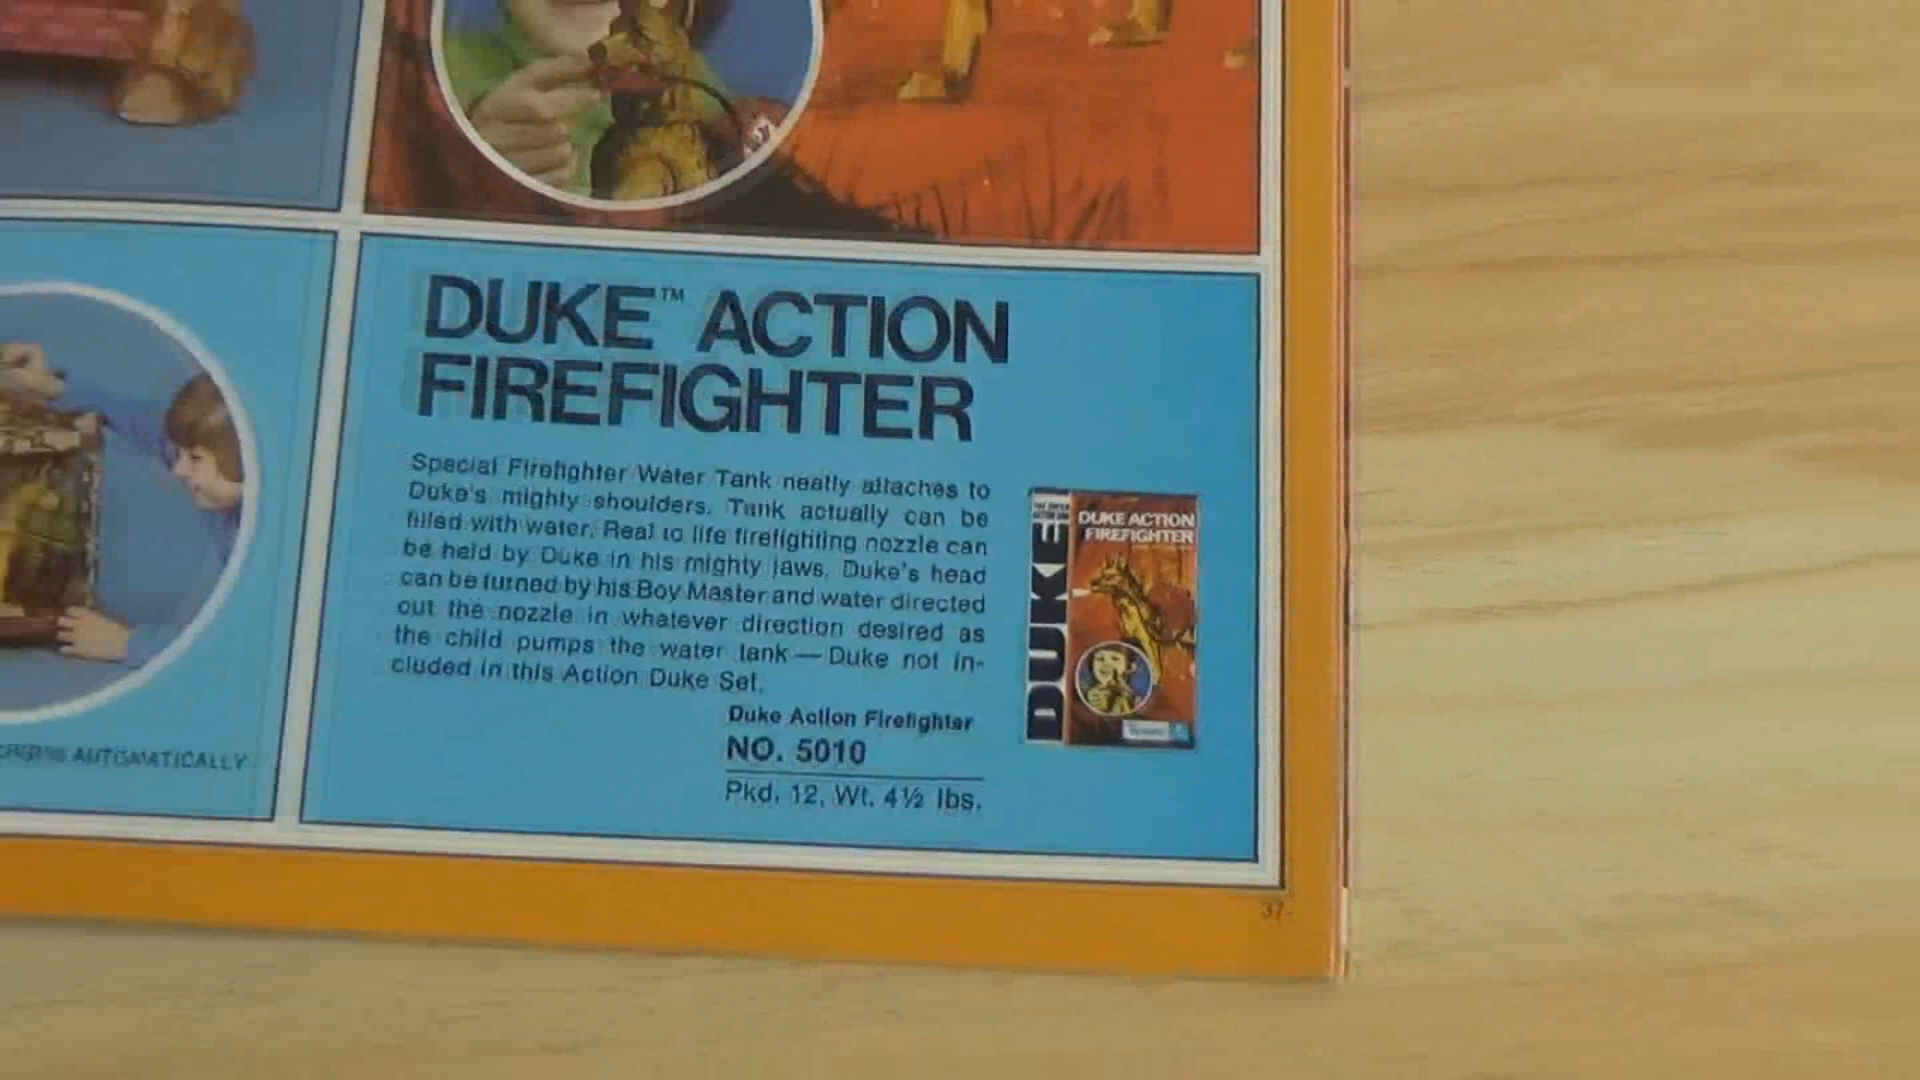 DUKE™ ACTION
FIREFIGHTER
Special Firefighter Water Tank neatly attaches to
Duke's mighty shoulders. Tank actually can be
filled with water. Real to life firefighting nozzle can
be held by Duke in his mighty jaws. Duke's head
can be turned by his Boy Master and water directed
out the nozzle in whatever direction desired as
the child pumps the water tank — Duke not in-
cluded in this Action Duke Set.
Duke Action Firefighter
NO. 5010
Pkd. 12, Wt. 4½ lbs.
DUKE
DUKE ACTION
FIREFIGHTER
AUTOMATICALLY
37